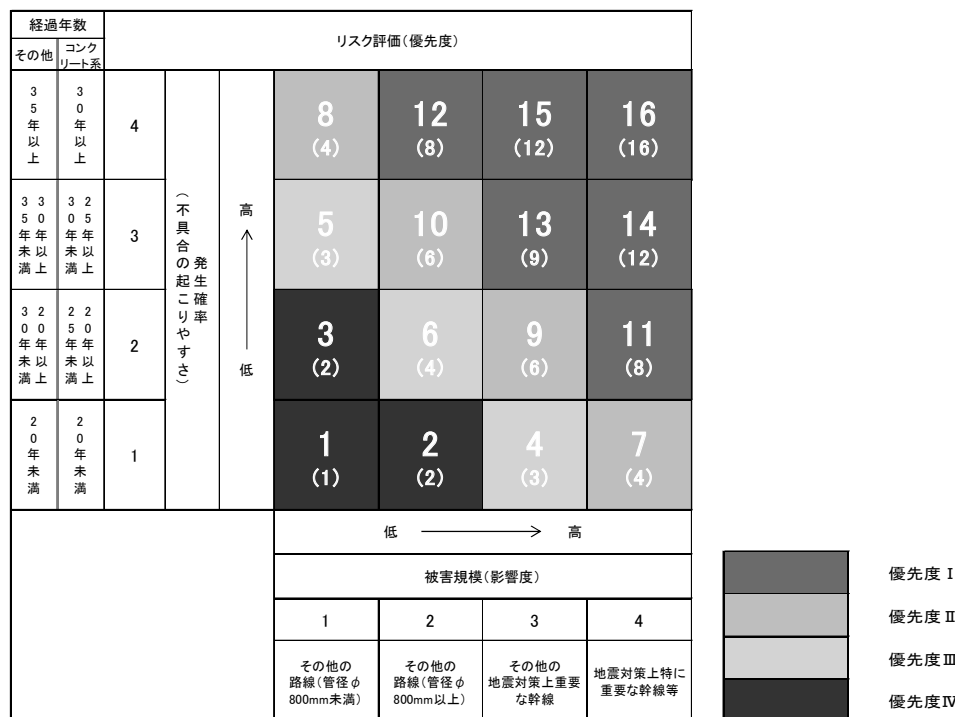 経過年数
その他
コンク
リート系
リスク評価(優先度)
35年以上
30年以上
4
8
(4)
12
(8)
15
(12)
16
(16)
30年以上
35年未満
25年以上
30年未満
3
5
(3)
10
(6)
13
(9)
14
(12)
20年以上
30年未満
20年以上
25年未満
2
3
(2)
6
(4)
9
(6)
11
(8)
20年未満
20年未満
1
1
(1)
2
(2)
4
(3)
7
(4)
発生確率
(不具合の起こりやすさ)
高
低
低
高
被害規模(影響度)
1
2
3
4
その他の
路線(管径φ
800mm未満)
その他の
路線(管径φ
800mm以上)
その他の
地震対策上重要
な幹線
地震対策上特に
重要な幹線等
優先度Ⅰ
優先度Ⅱ
優先度Ⅲ
優先度Ⅳ